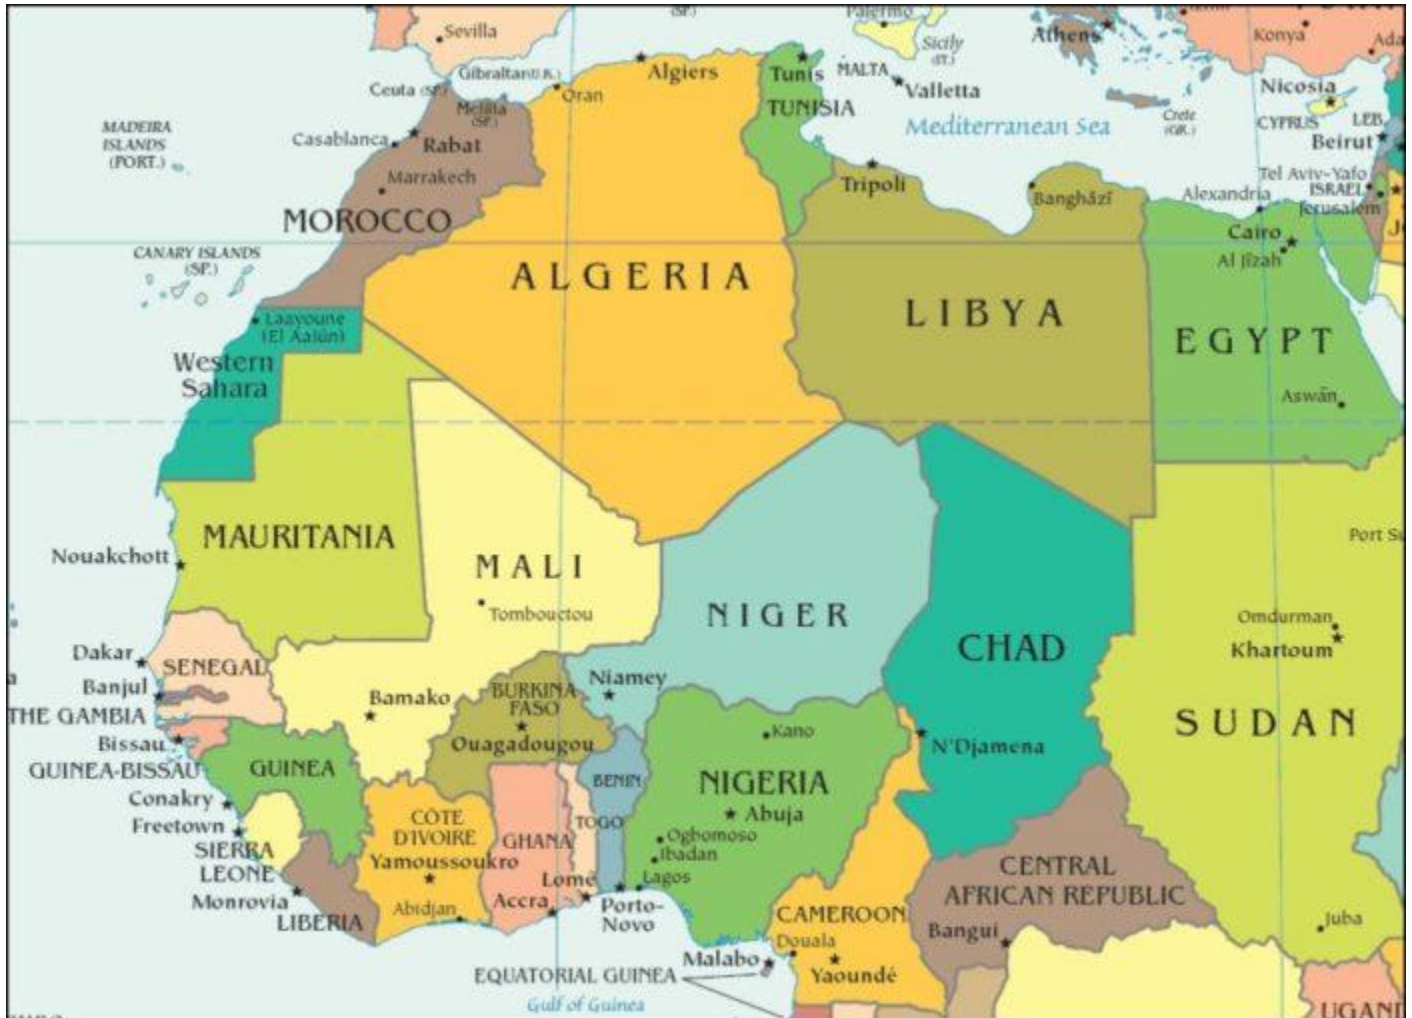 (SP.)
Sevilla
Palermo
Sicily
(IT.)
Athens
Izmir
Konya
Ada
Gibraltar (U.K.)
Algiers
Tunis
MALTA
Valletta
Nicosia
Ceuta (SP.)
Melilla
(SP.)
Oran
TUNISIA
Crete
(GR.)
CYPRUS
LEB.
Beirut
MADEIRA
ISLANDS
(PORT.)
Casablanca
Rabat
Mediterranean Sea
Marrakech
Tripoli
Banghāzī
Alexandria
Tel Aviv-Yafo
ISRAEL
Jerusalem
MOROCCO
Cairo
J
Al Jīzah
CANARY ISLANDS
(SP.)
ALGERIA
LIBYA
EGYPT
Laayoune
(El Aaiún)
Western
Sahara
Aswān
MAURITANIA
Nouakchott
MALI
Tombouctou
NIGER
CHAD
Port Su
Omdurman
Khartoum
SUDAN
Dakar
SENEGAL
Banjul
THE GAMBIA
Bissau
GUINEA-BISSAU
Bamako
BURKINA
FASO
Ouagadougou
Niamey
Kano
N'Djamena
GUINEA
Conakry
Freetown
SIERRA
LEONE
Monrovia
LIBERIA
CÔTE
D'IVOIRE
Yamoussoukro
Abidjan
GHANA
Accra
TOGO
Lomé
BENIN
Porto-
Novo
NIGERIA
Abuja
Ogbomoso
Ibadan
Lagos
CENTRAL
AFRICAN REPUBLIC
Bangui
CAMEROON
Douala
Yaoundé
Malabo
EQUATORIAL GUINEA
Gulf of Guinea
Juba
UGAND